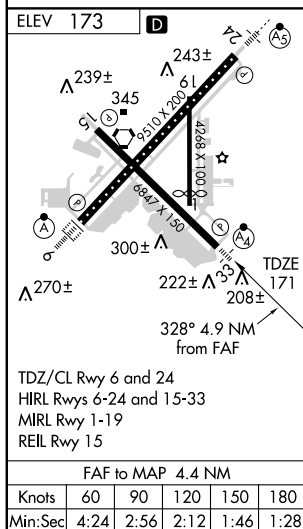 ELEV 173 D
24
A5
243±
P
239±
345
19
15
P
9510 X 200
4268 X 100
6847 X 150
P
A
6
P
A4
300±
TDZE
171
270±
222±
33
208±
328° 4.9 NM
from FAF
TDZ/CL Rwy 6 and 24
HIRL Rwys 6-24 and 15-33
MIRL Rwy 1-19
REIL Rwy 15
FAF to MAP 4.4 NM
Knots 60 90 120 150 180
Min:Sec 4:24 2:56 2:12 1:46 1:28